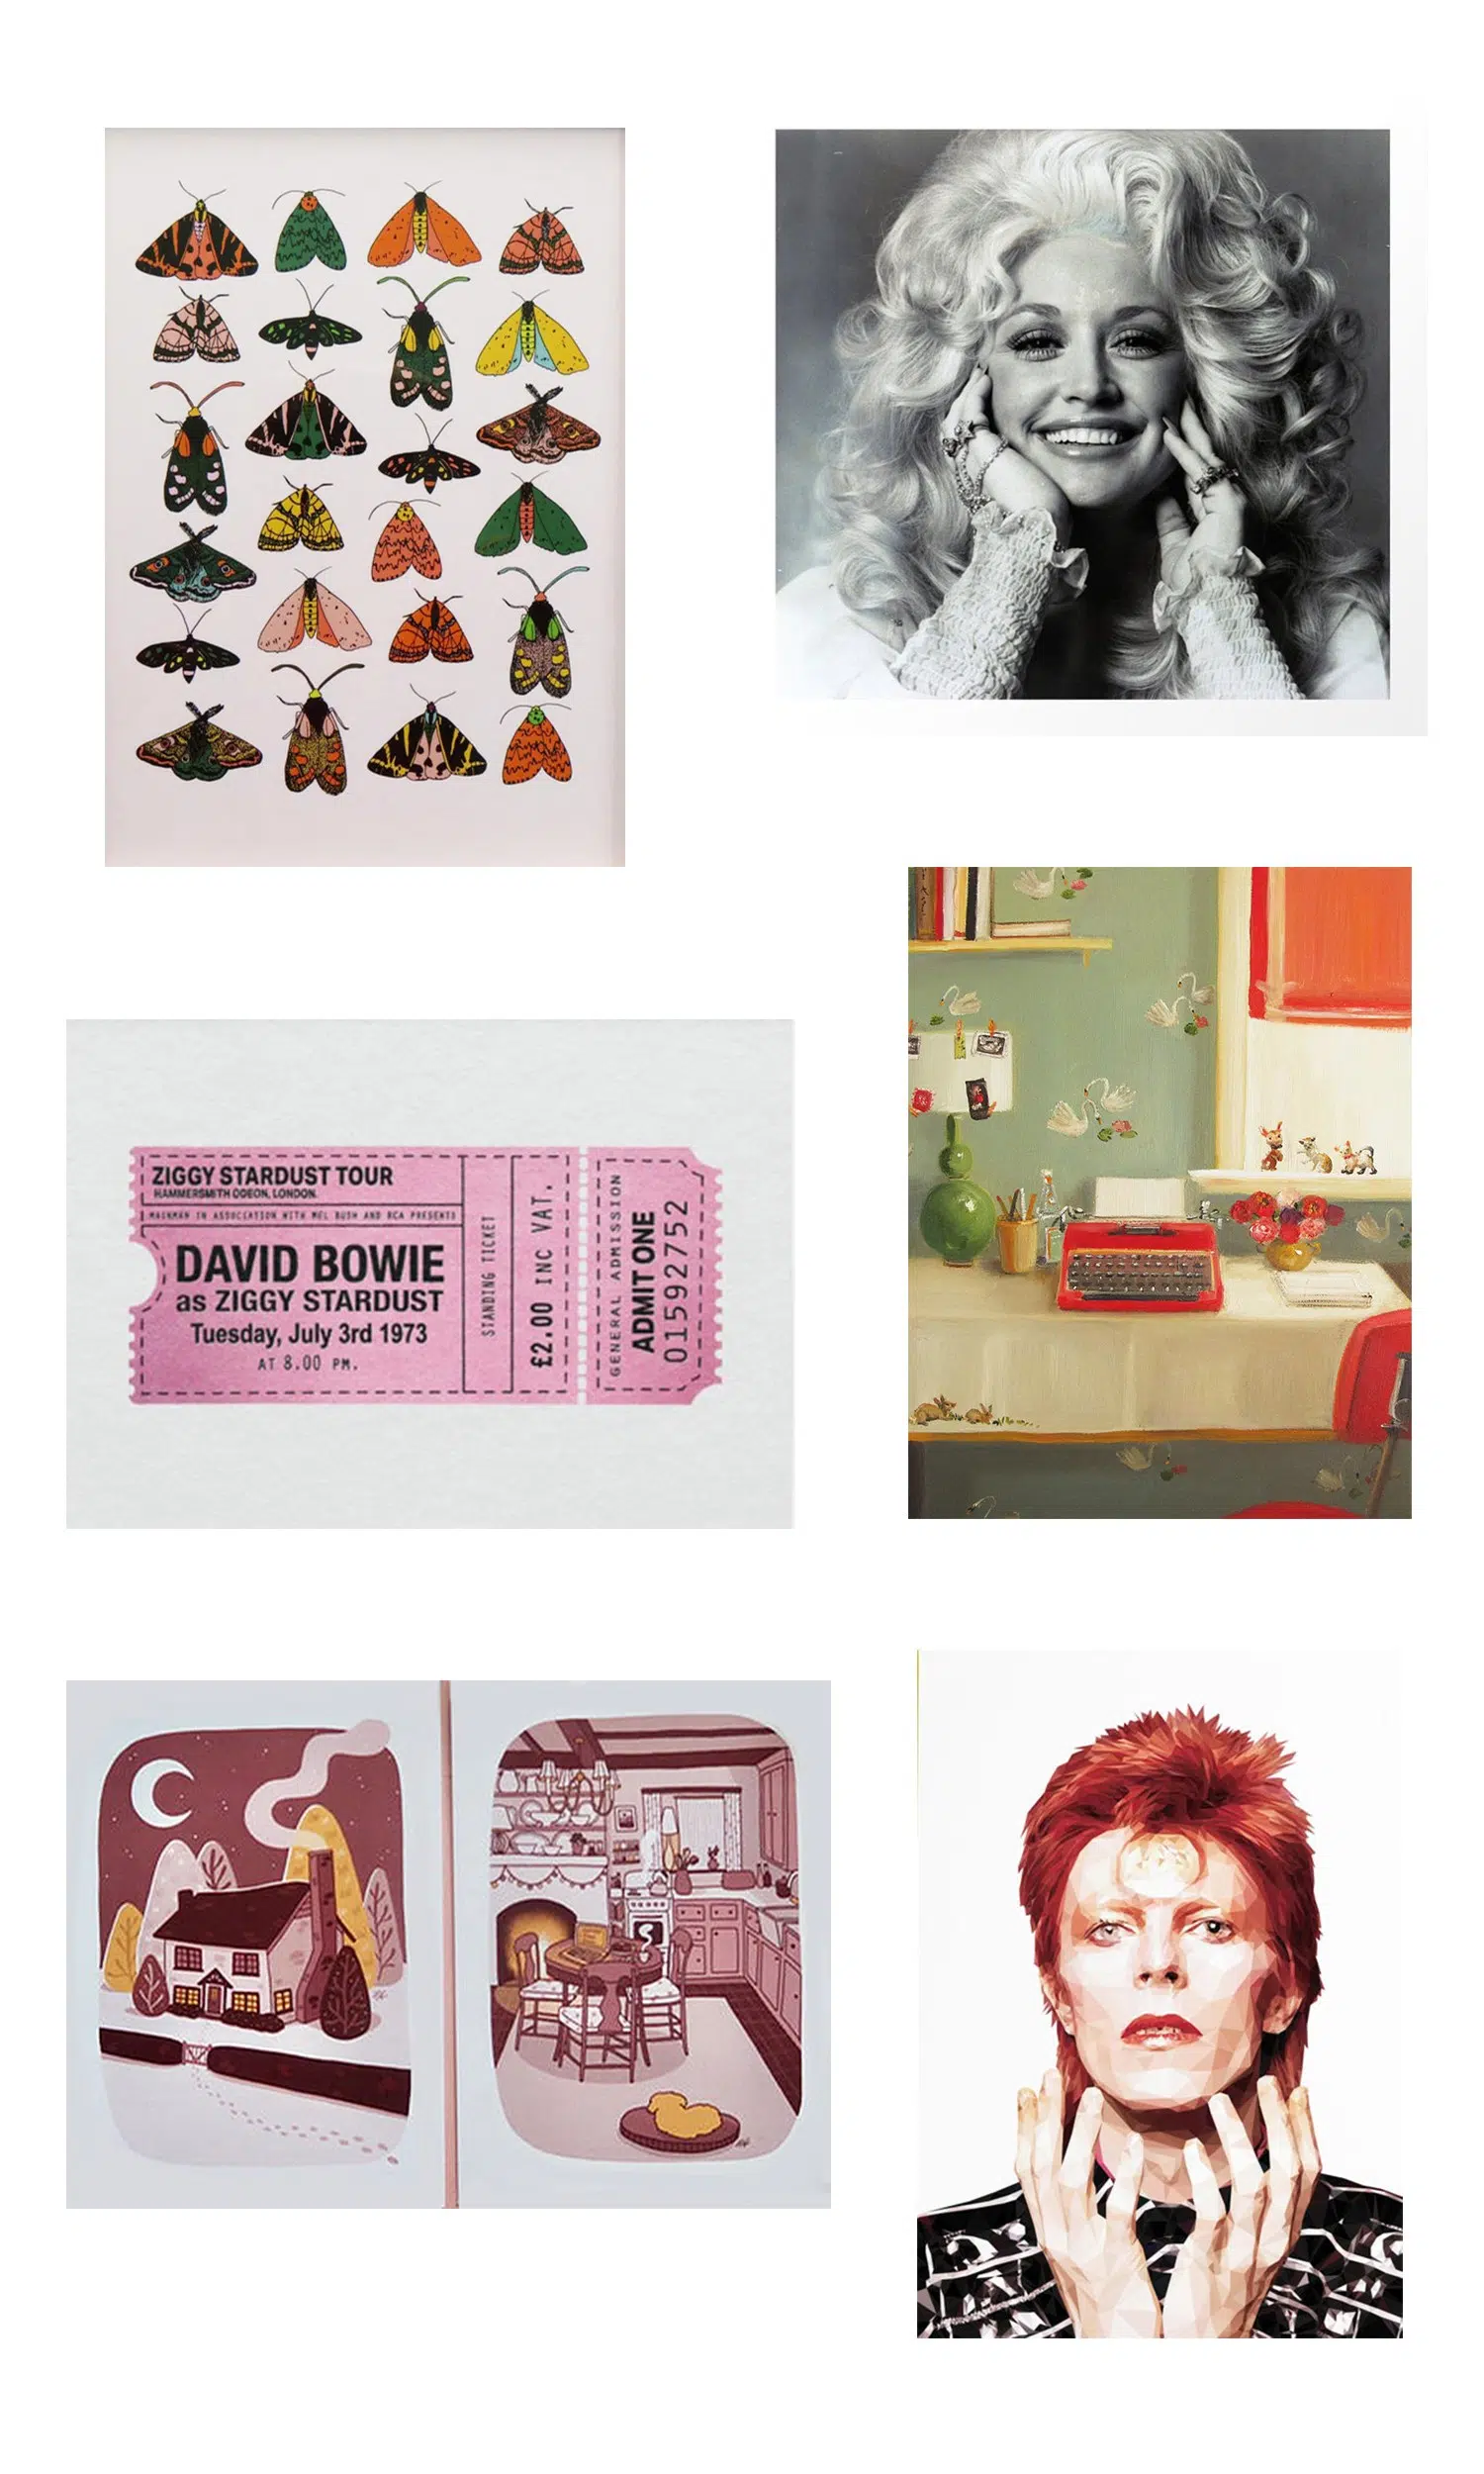 ZIGGY STARDUST TOUR
HAMMERSMITH ODEON, LONDON.
MAINMAN IN ASSOCIATION WITH MEL BUSH AND RCA PRESENTS
DAVID BOWIE
as ZIGGY STARDUST
Tuesday, July 3rd 1973
AT 8.00 PM.
STANDING TICKET
£2.00 INC VAT.
GENERAL ADMISSION
ADMIT ONE
01592752